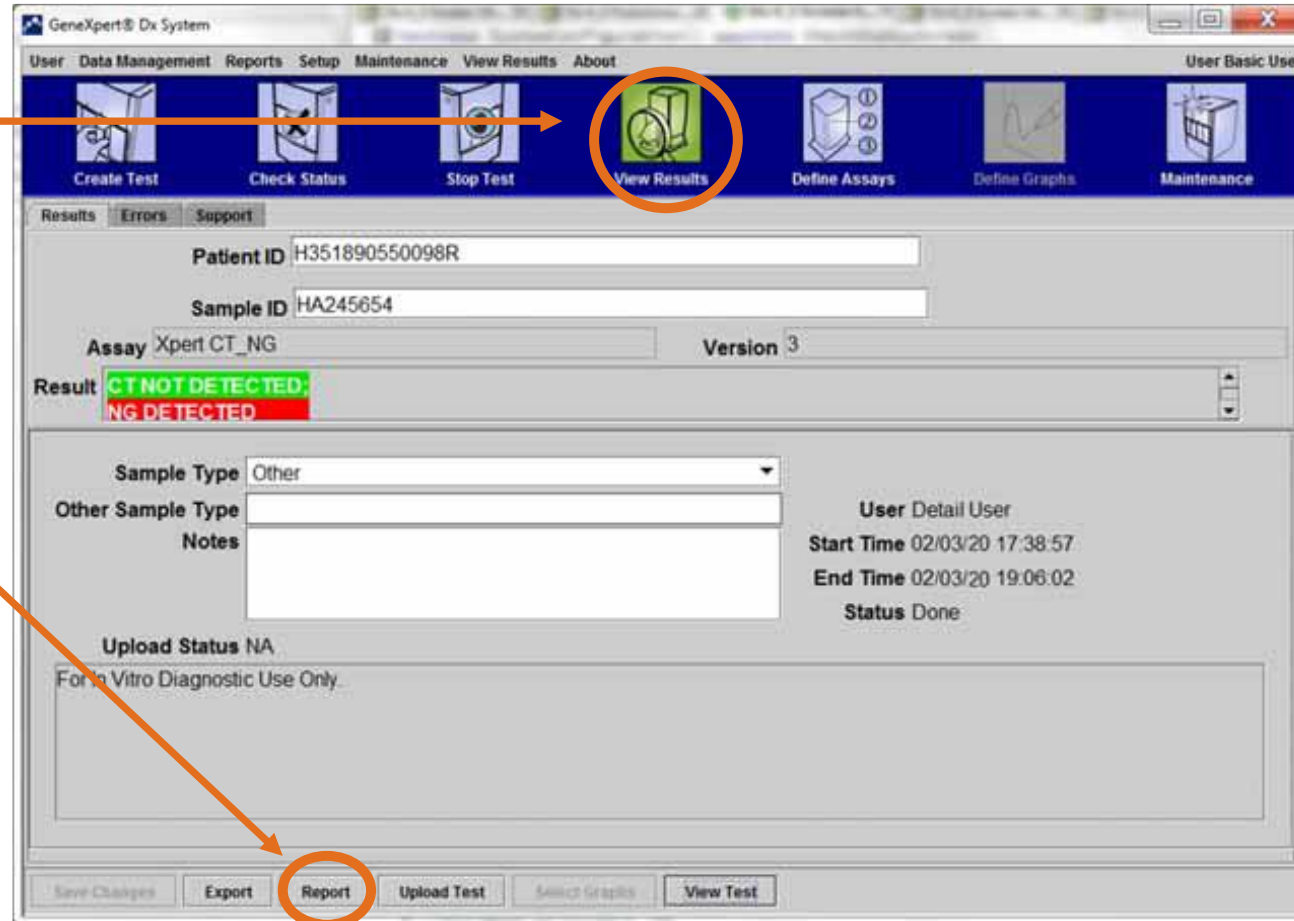 GeneXpert® Dx System
User Data Management Reports Setup Maintenance View Results About User Basic Use
Create Test Check Status Stop Test View Results Define Assays Define Graphs Maintenance
Results Errors Support
Patient ID H351890550098R
Sample ID HA245654
Assay Xpert CT_NG Version 3
Result CT NOT DETECTED;
NG DETECTED
Sample Type Other
Other Sample Type User Detail User
Notes Start Time 02/03/20 17:38:57
End Time 02/03/20 19:06:02
Status Done
Upload Status NA
For In Vitro Diagnostic Use Only.
Save Changes Export Report Upload Test Select Graphs View Test